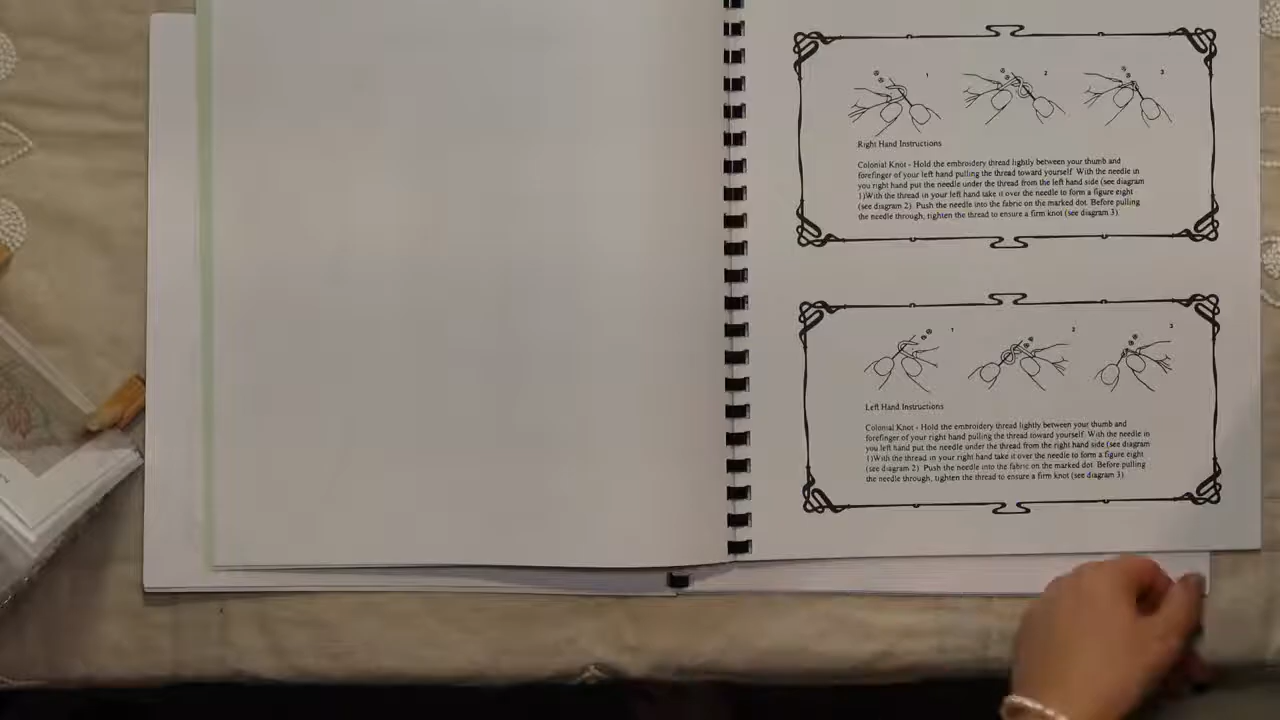 1 2 3
Right Hand Instructions
Colonial Knot - Hold the embroidery thread lightly between your thumb and
forefinger of your left hand pulling the thread toward yourself. With the needle in
you right hand put the needle under the thread from the left hand side (see diagram
1)With the thread in your left hand take it over the needle to form a figure eight
(see diagram 2). Push the needle into the fabric on the marked dot. Before pulling
the needle through, tighten the thread to ensure a firm knot (see diagram 3).
1 2 3
Left Hand Instructions
Colonial Knot - Hold the embroidery thread lightly between your thumb and
forefinger of your right hand pulling the thread toward yourself. With the needle in
you left hand put the needle under the thread from the right hand side (see diagram
1)With the thread in your right hand take it over the needle to form a figure eight
(see diagram 2). Push the needle into the fabric on the marked dot. Before pulling
the needle through, tighten the thread to ensure a firm knot (see diagram 3).